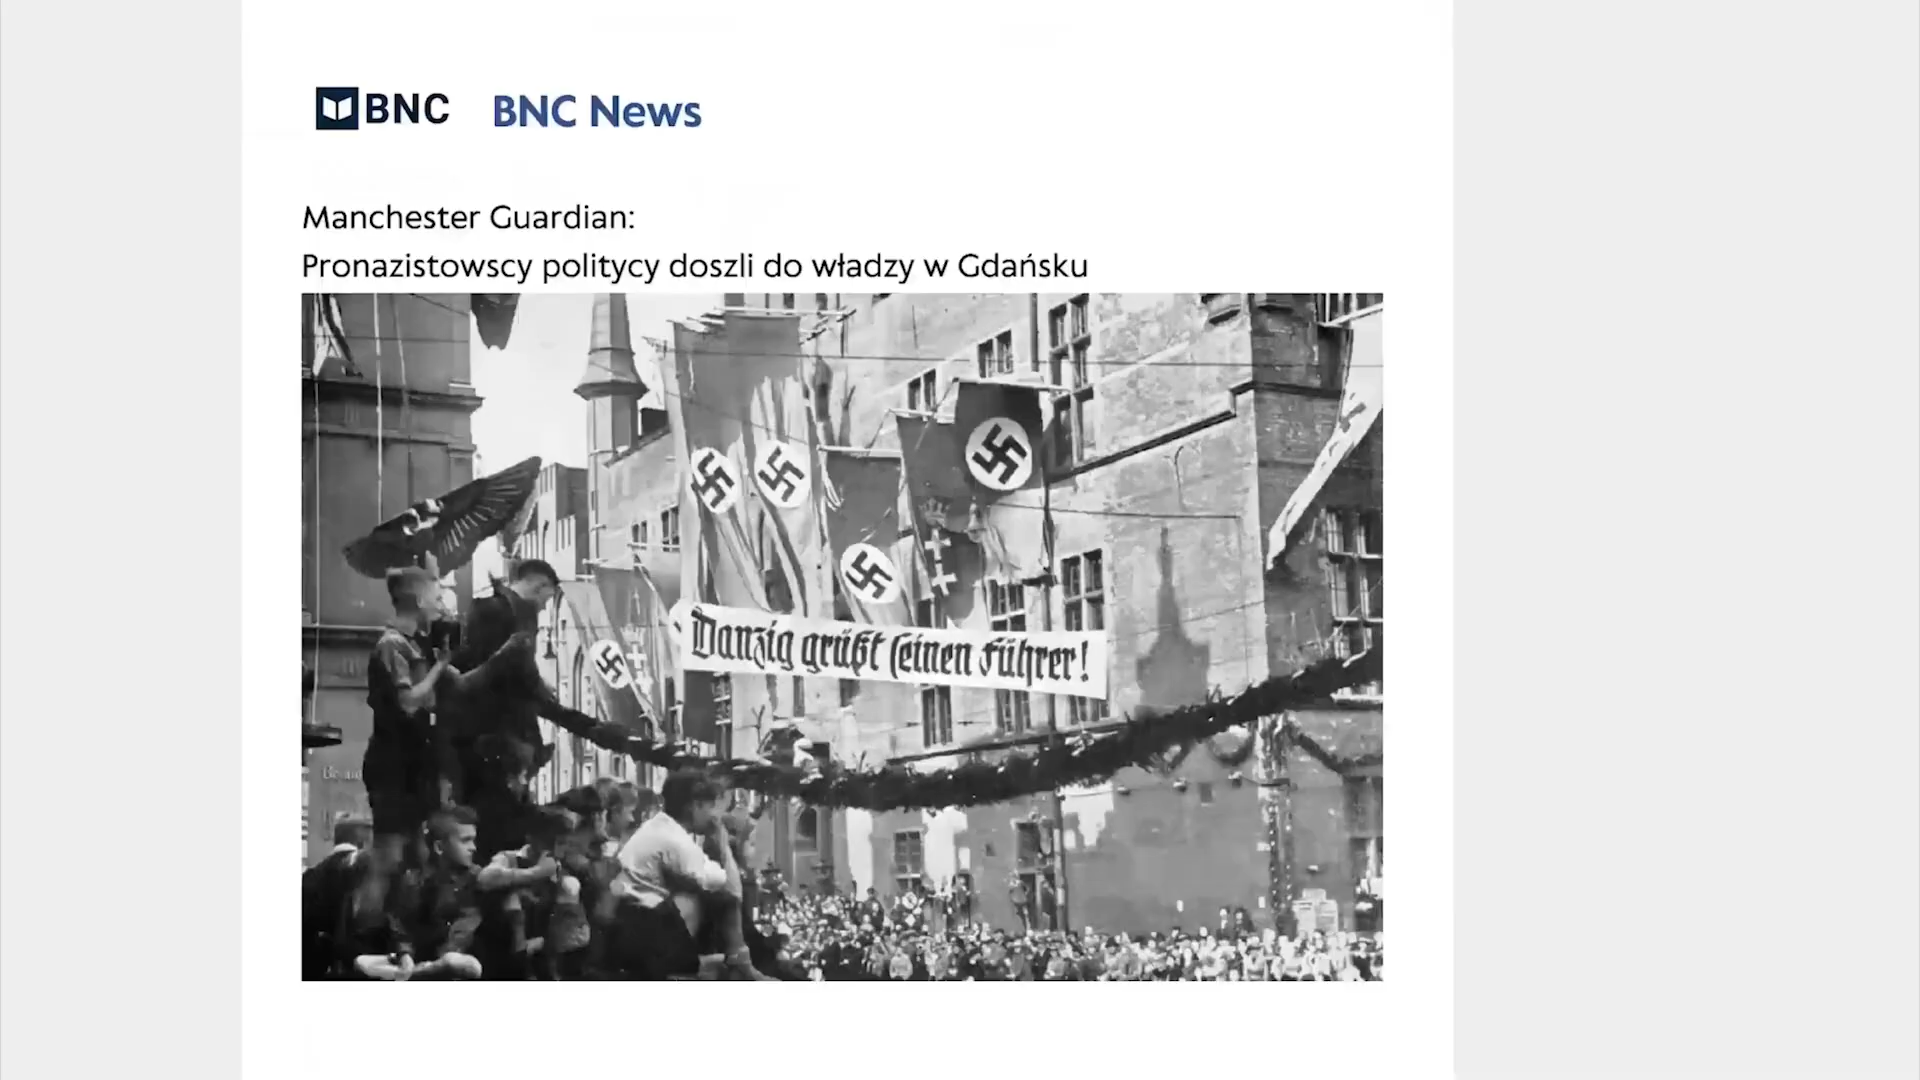 BNC
BNC News
Manchester Guardian:
Pronazistowscy politycy doszli do władzy w Gdańsku
Danzig grüßt seinen Führer!